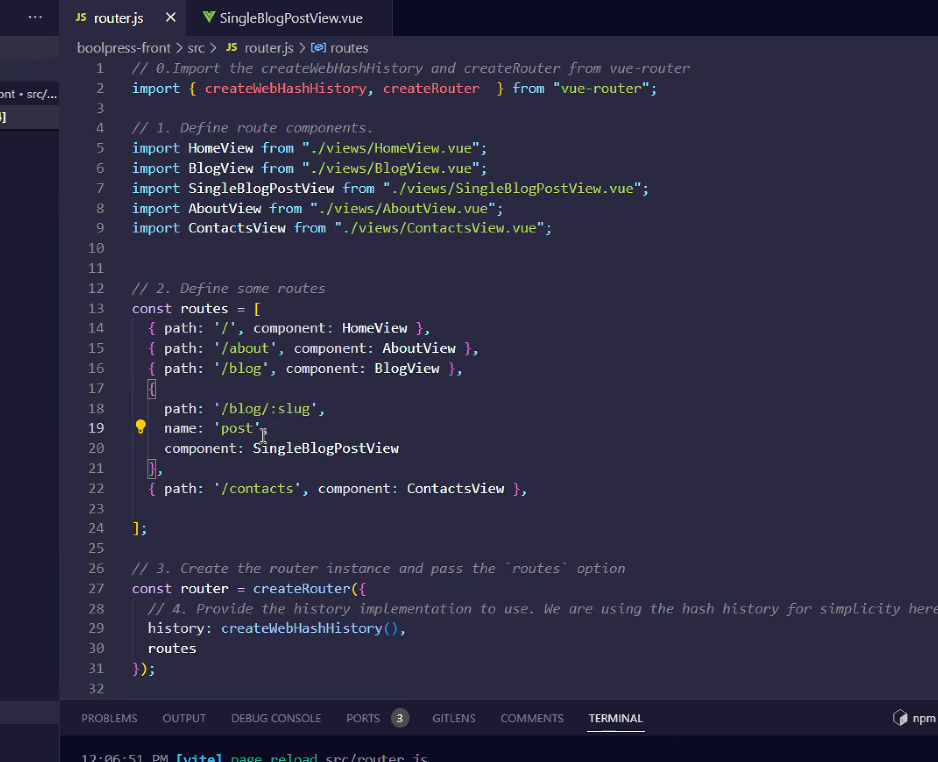 ...
JS router.js ✕ SingleBlogPostView.vue
boolpress-front > src > JS router.js > routes
ont • src/...
4]
1 // 0.Import the createWebHashHistory and createRouter from vue-router
2 import { createWebHashHistory, createRouter  } from "vue-router";
3
4 // 1. Define route components.
5 import HomeView from "./views/HomeView.vue";
6 import BlogView from "./views/BlogView.vue";
7 import SingleBlogPostView from "./views/SingleBlogPostView.vue";
8 import AboutView from "./views/AboutView.vue";
9 import ContactsView from "./views/ContactsView.vue";
10
11
12 // 2. Define some routes
13 const routes = [
14   { path: '/', component: HomeView },
15   { path: '/about', component: AboutView },
16   { path: '/blog', component: BlogView },
17   {
18     path: '/blog/:slug',
19     name: 'post',
20     component: SingleBlogPostView
21   },
22   { path: '/contacts', component: ContactsView },
23
24 ];
25
26 // 3. Create the router instance and pass the `routes` option
27 const router = createRouter({
28   // 4. Provide the history implementation to use. We are using the hash history for simplicity here
29   history: createWebHashHistory(),
30   routes
31 });
32
PROBLEMS OUTPUT DEBUG CONSOLE PORTS 3 GITLENS COMMENTS TERMINAL npm
12:06:51 PM [vite] page reload src/router.js